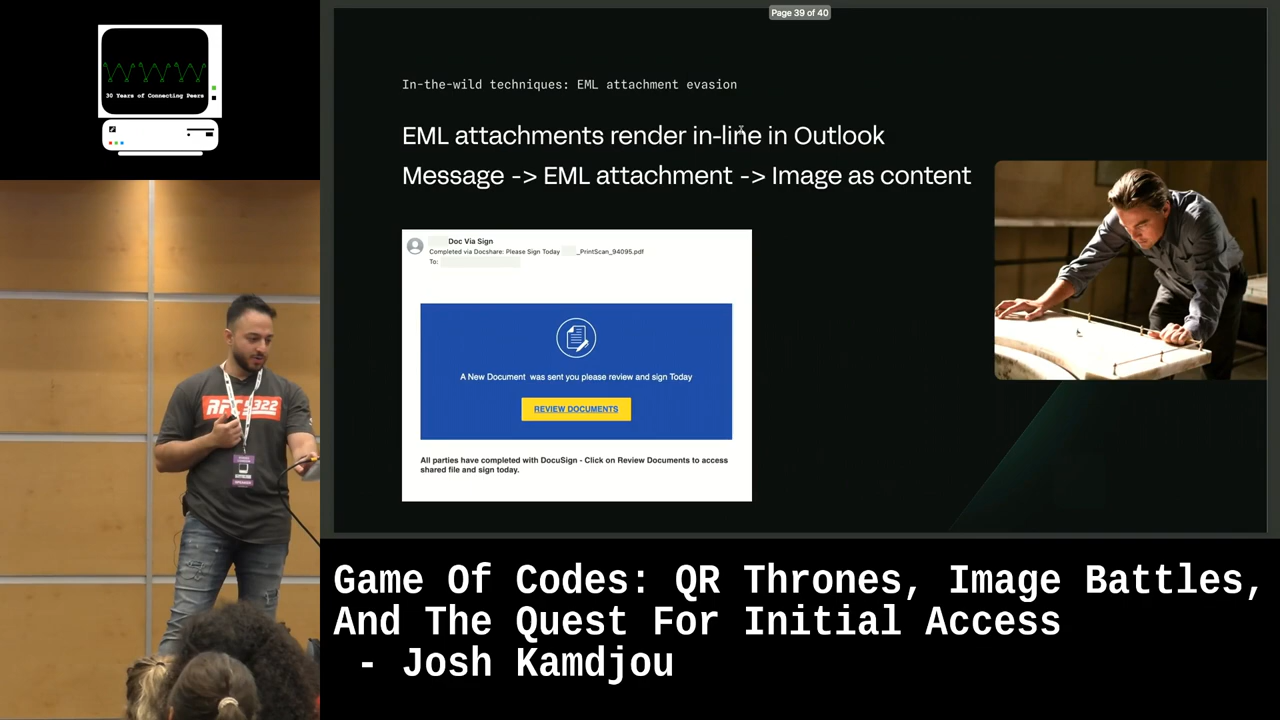 30 Years of Connecting Peers
Page 39 of 40
In-the-wild techniques: EML attachment evasion
EML attachments render in-line in Outlook
Message -> EML attachment -> Image as content
Doc Via Sign
Completed via Docshare: Please Sign Today _PrintScan_94095.pdf
To:
A New Document was sent you please review and sign Today
REVIEW DOCUMENTS
All parties have completed with DocuSign - Click on Review Documents to access
shared file and sign today.
RFC 5322
SPEAKER
Game Of Codes: QR Thrones, Image Battles,
And The Quest For Initial Access
- Josh Kamdjou